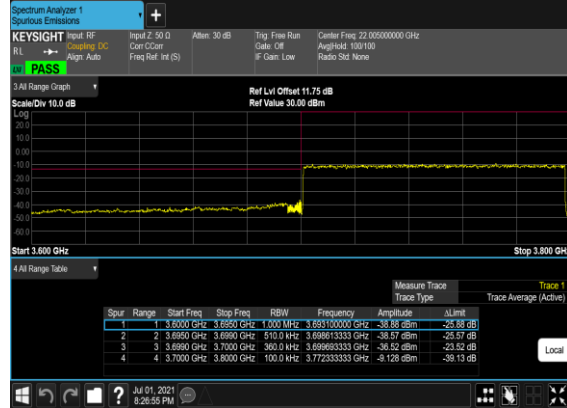 Spectrum Analyzer 1
Spurious Emissions
+
KEYSIGHT Input: RF Input Z: 50 Ω Atten: 30 dB Trig: Free Run Center Freq: 22.005000000 GHz
RL Coupling: DC Corr CCorr Gate: Off Avg|Hold: 100/100
Align: Auto Freq Ref: Int (S) IF Gain: Low Radio Std: None
PASS
3 All Range Graph
Ref Lvl Offset 11.75 dB
Scale/Div 10.0 dB Ref Value 30.00 dBm
Log
20.0
10.0
0.00
-10.0
-20.0
-30.0
-40.0
-50.0
-60.0
Start 3.600 GHz Stop 3.800 GH
4 All Range Table
Measure Trace Trace 1
Trace Type Trace Average (Active)
Spur Range Start Freq Stop Freq RBW Frequency Amplitude ΔLimit
1 1 3.6000 GHz 3.6950 GHz 1.000 MHz 3.693100000 GHz -38.88 dBm -25.88 dB
2 2 3.6950 GHz 3.6990 GHz 510.0 kHz 3.698613333 GHz -38.57 dBm -25.57 dB
3 3 3.6990 GHz 3.7000 GHz 360.0 kHz 3.699693333 GHz -36.52 dBm -23.52 dB
4 4 3.7000 GHz 3.8000 GHz 100.0 kHz 3.772333333 GHz -9.128 dBm -39.13 dB
Local
?
Jul 01, 2021
8:26:55 PM